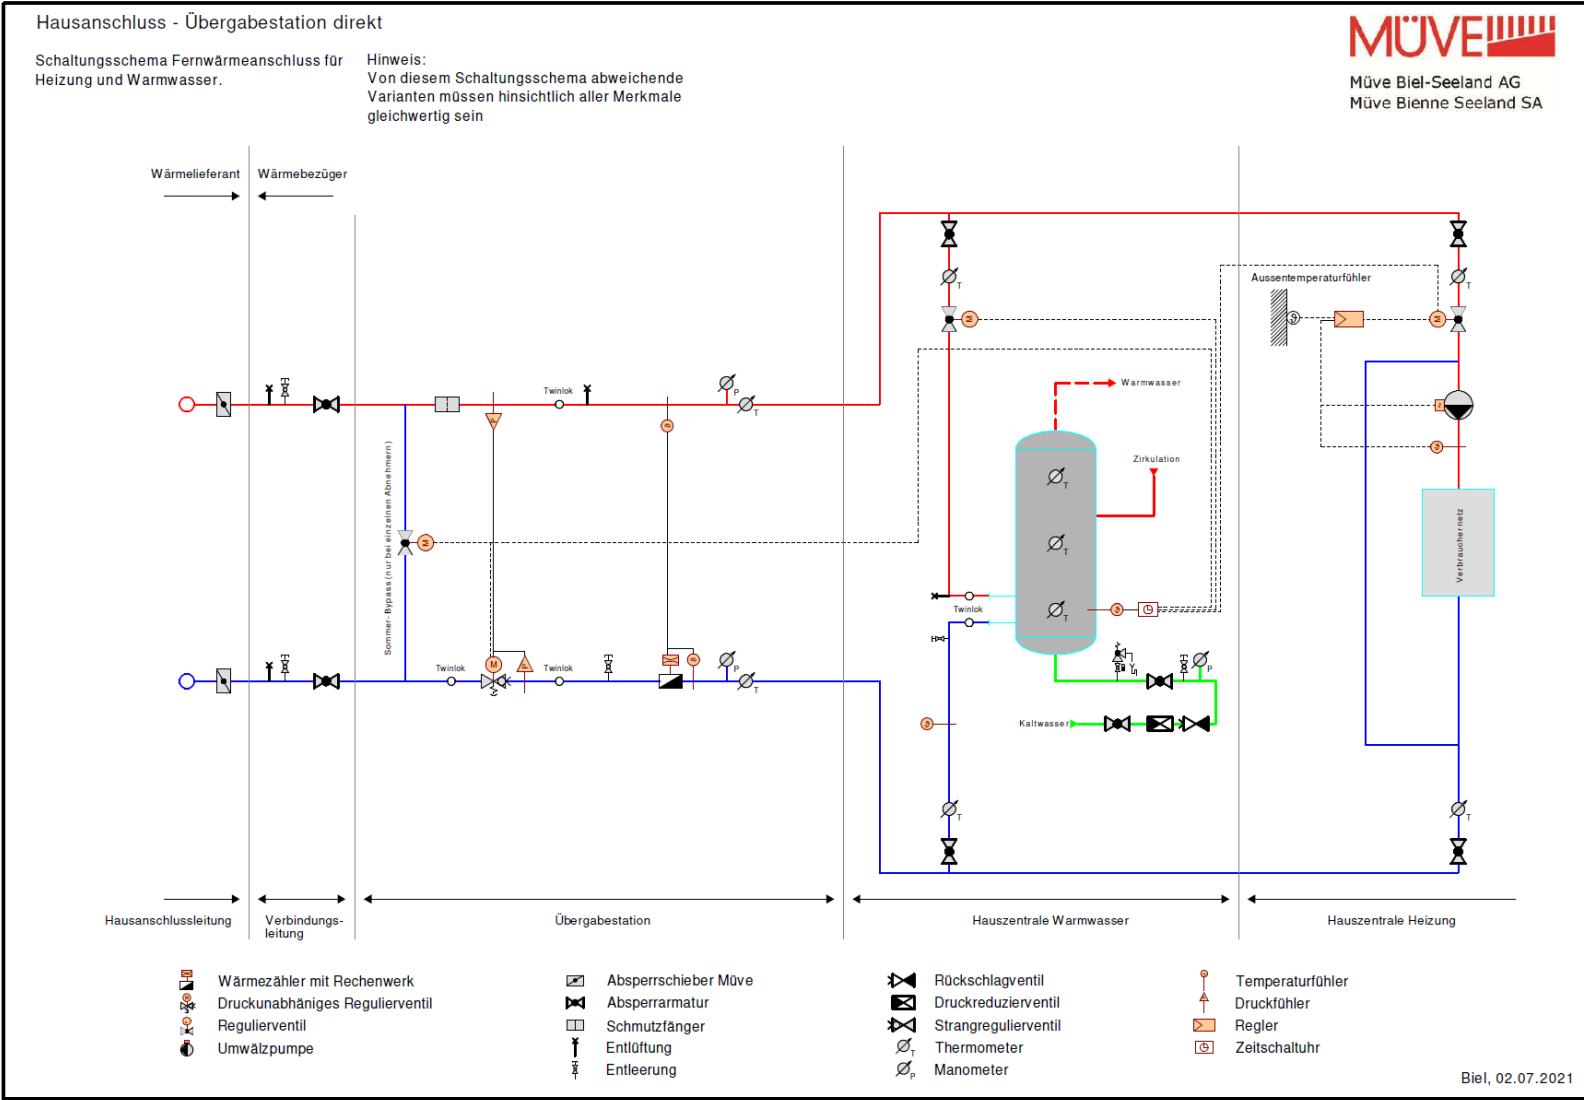 Hausanschluss - Übergabestation direkt
MÜVE
Schaltungsschema Fernwärmeanschluss für
Heizung und Warmwasser.
Hinweis:
Von diesem Schaltungsschema abweichende
Varianten müssen hinsichtlich aller Merkmale
gleichwertig sein
Müve Biel-Seeland AG
Müve Bienne Seeland SA
Wärmelieferant
Wärmebezüger
Aussentemperaturfühler
T
T
M
M
Twinlok
P
T
Warmwasser
Sommer- Bypass (nur bei einzelnen Abnehmern)
Zirkulation
T
T
T
M
Verbrauchernetz
Twinlok
Twinlok
M
Twinlok
P
T
P
Kaltwasser
T
T
Hausanschlussleitung
Verbindungs-
leitung
Übergabestation
Hauszentrale Warmwasser
Hauszentrale Heizung
Wärmezähler mit Rechenwerk
Druckunabhäniges Regulierventil
Regulierventil
Umwälzpumpe
Absperrschieber Müve
Absperrarmatur
Schmutzfänger
Entlüftung
Entleerung
Rückschlagventil
Druckreduzierventil
Strangregulierventil
T Thermometer
P Manometer
Temperaturfühler
Druckfühler
Regler
Zeitschaltuhr
Biel, 02.07.2021